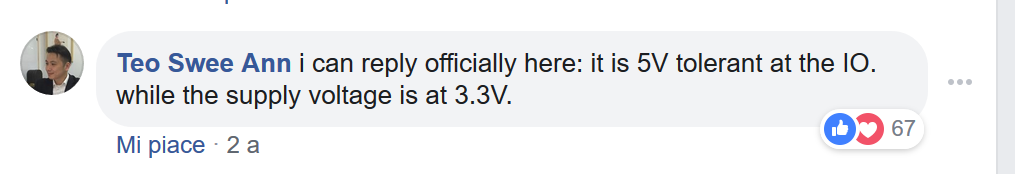 Teo Swee Ann i can reply officially here: it is 5V tolerant at the IO.
while the supply voltage is at 3.3V.
67
Mi piace · 2 a